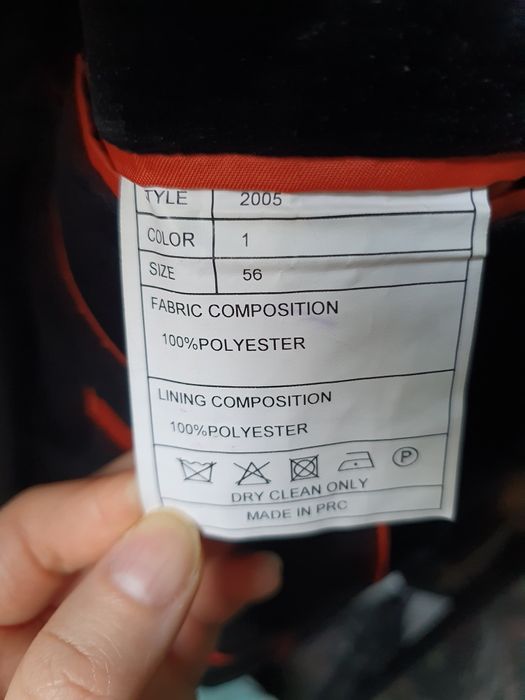 TYLE 2005
COLOR 1
SIZE 56
FABRIC COMPOSITION
100%POLYESTER
LINING COMPOSITION
100%POLYESTER
P
DRY CLEAN ONLY
MADE IN PRC